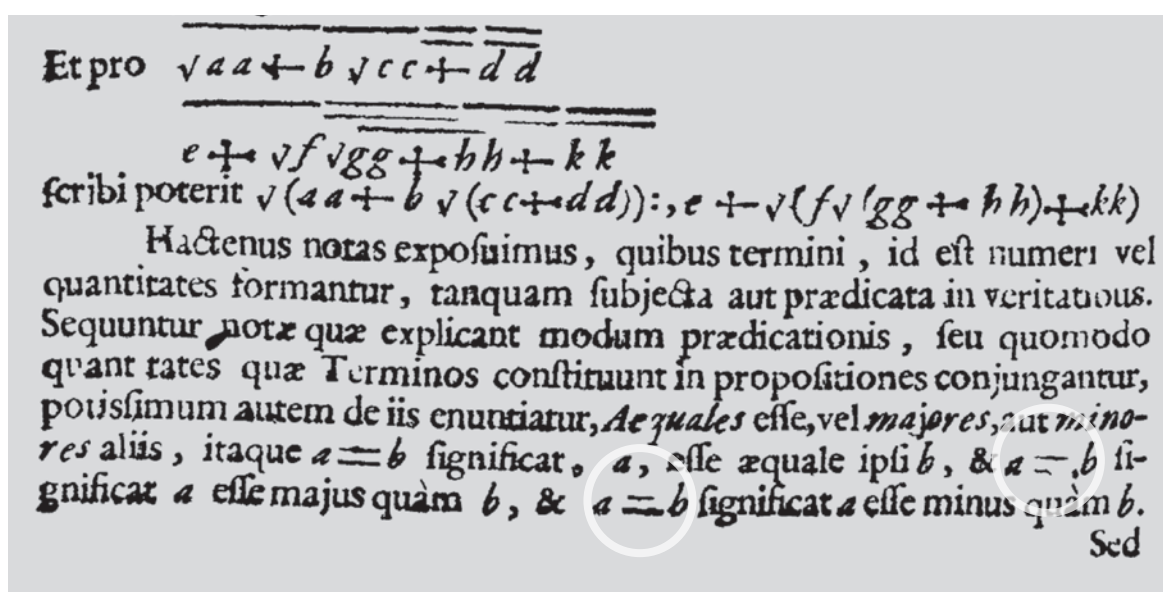 Et pro √aa+b√cc+dd
e+√f√gg+hh+kk
ſcribi poterit √(aa+b√(cc+dd)):, e+√(f√(gg+hh)+kk)
Hactenus notas expoſuimus, quibus termini, id eſt numeri vel
quantitates formantur, tanquam ſubjecta aut prædicata in veritatibus.
Sequuntur notæ quæ explicant modum prædicationis, ſeu quomodo
quantitates quæ Terminos conſtituunt in propoſitiones conjungantur,
potisſimum autem de iis enuntiatur, Aequales eſſe, vel majores, aut mino-
res aliis, itaque a=b ſignificat, a, eſſe æquale ipſi b, & a=b ſi-
gnificat a eſſe majus quàm b, & a=b ſignificat a eſſe minus quàm b.
Sed